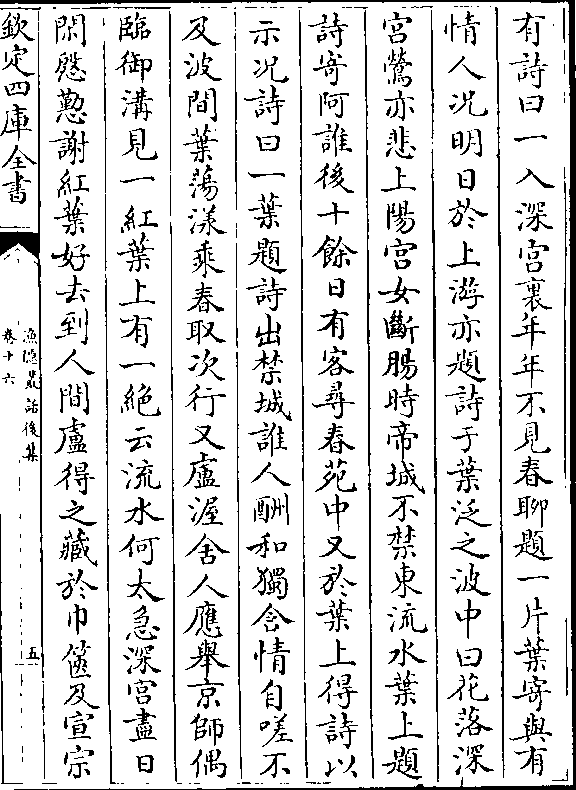 有詩曰一入深宫裏年年不見春聊題一片葉寄與有
情人况明日於上游亦題詩于葉泛之波中曰花落深
宫鶯亦悲上陽宫女斷腸時帝城不禁東流水葉上題
詩寄阿誰後十餘日有客尋春苑中又於葉上得詩以
示况詩曰一葉題詩出禁城誰人酬和獨含情自嗟不
及波間葉蕩漾乘春取次行又盧渥舍人應舉京師偶
臨御溝見一紅葉上有一絶云流水何太急深宫盡日
閑慇懃謝紅葉好去到人間盧得之藏於巾篋及宣宗
欽定四庫全書
漁隱叢話後集
卷十六
五